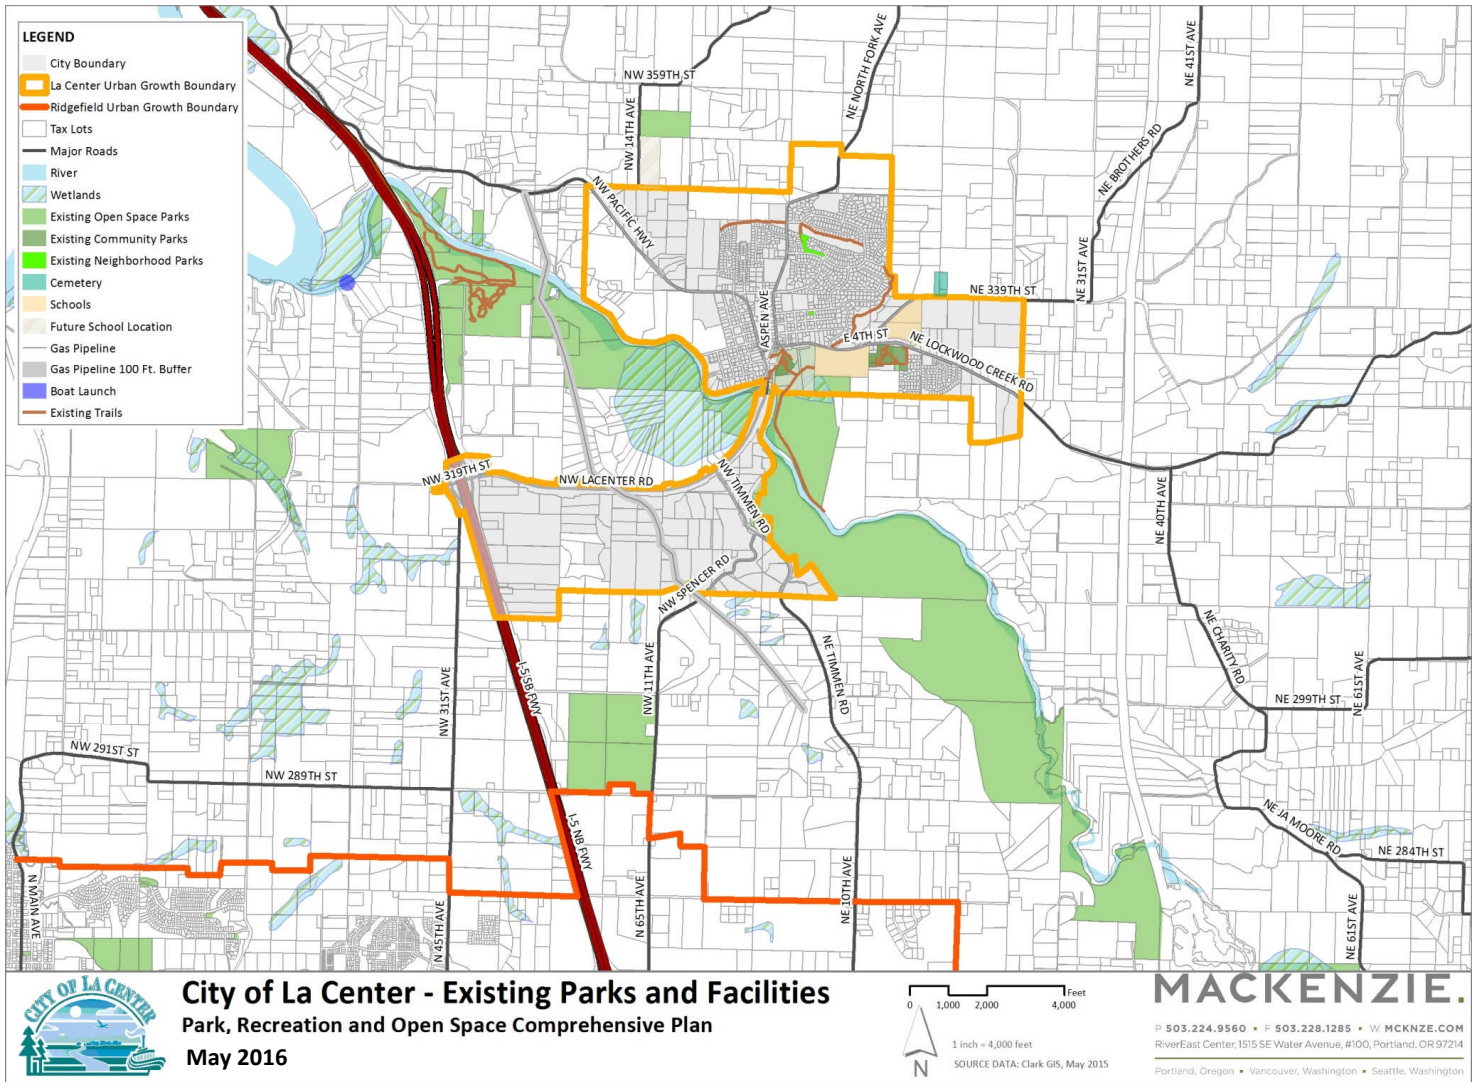 LEGEND
City Boundary
La Center Urban Growth Boundary
Ridgefield Urban Growth Boundary
Tax Lots
Major Roads
River
Wetlands
Existing Open Space Parks
Existing Community Parks
Existing Neighborhood Parks
Cemetery
Schools
Future School Location
Gas Pipeline
Gas Pipeline 100 Ft. Buffer
Boat Launch
Existing Trails
NW 359TH ST
NW 14TH AVE
NE NORTH FORK AVE
NE 41ST AVE
NE BROTHERS RD
NW PACIFIC HWY
NE 31ST AVE
NE 339TH ST
ASPEN AVE
E 4TH ST
NE LOCKWOOD CREEK RD
NW 319TH ST
NW LACENTER RD
NW TIMMEN RD
NE 40TH AVE
NW SPENCER RD
NE CHARITY RD
NE TIMMEN RD
NW 11TH AVE
I-5 SB FWY
NW 31ST AVE
NE 61ST AVE
NE 299TH ST
NW 291ST ST
NW 289TH ST
I-5 NB FWY
NE JA MOORE RD
NE 284TH ST
N MAIN AVE
N 45TH AVE
N 65TH AVE
NE 10TH AVE
NE 61ST AVE
CITY OF LA CENTER
City of La Center - Existing Parks and Facilities
Park, Recreation and Open Space Comprehensive Plan
May 2016
0 1,000 2,000 4,000 Feet
N
1 inch = 4,000 feet
SOURCE DATA: Clark GIS, May 2015
MACKENZIE.
P 503.224.9560 ▪ F 503.228.1285 ▪ W MCKNZE.COM
RiverEast Center, 1515 SE Water Avenue, #100, Portland, OR 97214
Portland, Oregon ▪ Vancouver, Washington ▪ Seattle, Washington